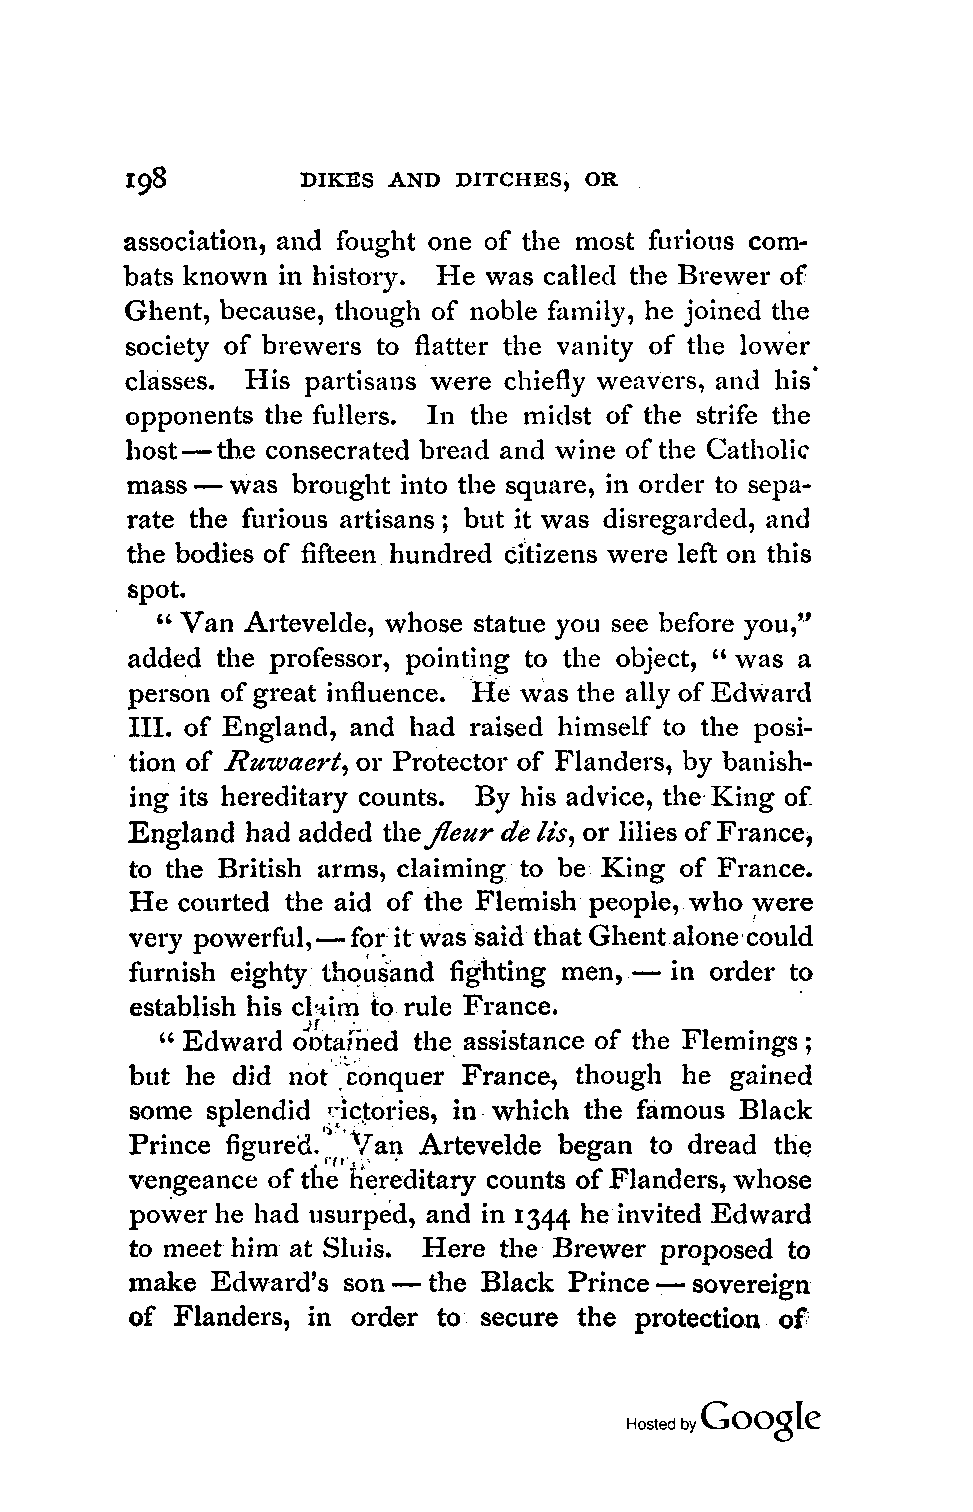 198 DIKES AND DITCHES, OR
association, and fought one of the most furious com-
bats known in history. He was called the Brewer of
Ghent, because, though of noble family, he joined the
society of brewers to flatter the vanity of the lower
classes. His partisans were chiefly weavers, and his
opponents the fullers. In the midst of the strife the
host — the consecrated bread and wine of the Catholic
mass — was brought into the square, in order to sepa-
rate the furious artisans; but it was disregarded, and
the bodies of fifteen hundred citizens were left on this
spot.
"Van Artevelde, whose statue you see before you,"
added the professor, pointing to the object, "was a
person of great influence. He was the ally of Edward
III. of England, and had raised himself to the posi-
tion of Ruwaert, or Protector of Flanders, by banish-
ing its hereditary counts. By his advice, the King of
England had added the fleur de lis, or lilies of France,
to the British arms, claiming to be King of France.
He courted the aid of the Flemish people, who were
very powerful, — for it was said that Ghent alone could
furnish eighty thousand fighting men, — in order to
establish his claim to rule France.
"Edward obtained the assistance of the Flemings;
but he did not conquer France, though he gained
some splendid victories, in which the famous Black
Prince figured. Van Artevelde began to dread the
vengeance of the hereditary counts of Flanders, whose
power he had usurped, and in 1344 he invited Edward
to meet him at Sluis. Here the Brewer proposed to
make Edward's son — the Black Prince — sovereign
of Flanders, in order to secure the protection of
Hosted by Google